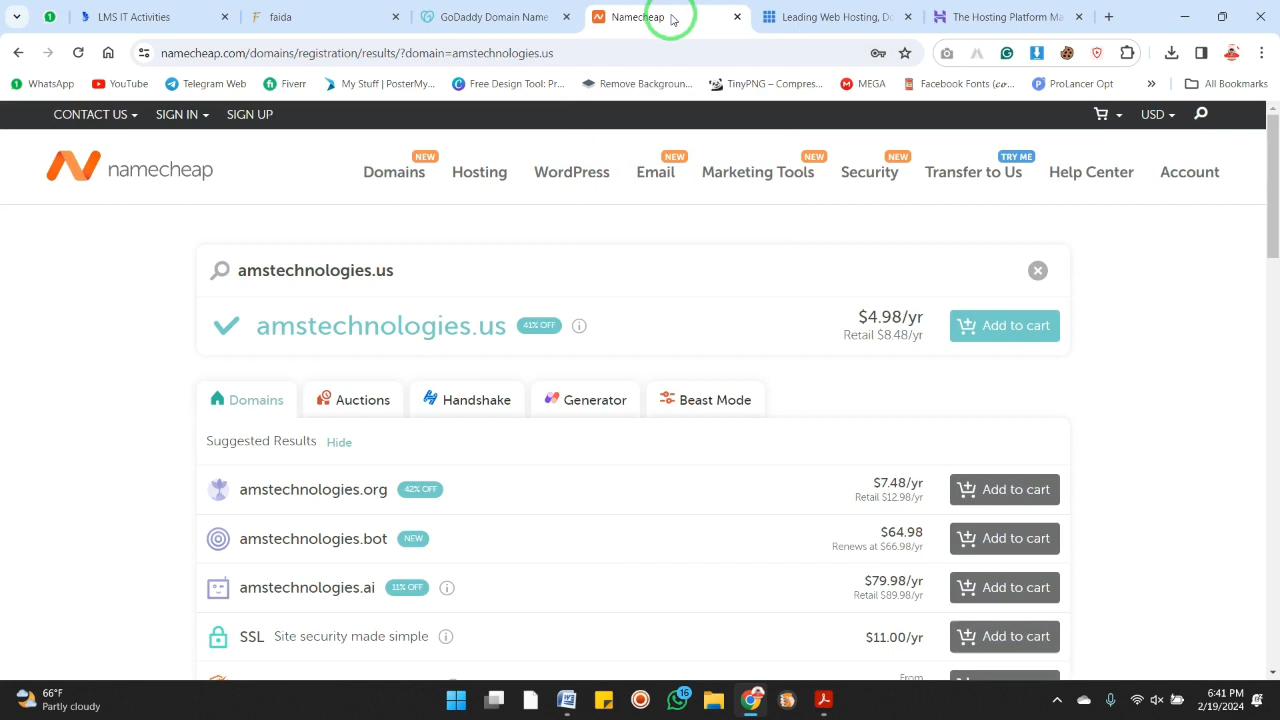 LMS IT Activities
faida
GoDaddy Domain Name
Namecheap
Leading Web Hosting, Do
The Hosting Platform Ma
namecheap.com/domains/registration/results/?domain=amstechnologies.us
WhatsApp
YouTube
Telegram Web
Fiverr
My Stuff | PosterMy...
Free Design Tool: Pr...
Remove Backgroun...
TinyPNG – Compres...
MEGA
Facebook Fonts (𝓬𝓸...
ProLancer Opt
All Bookmarks
CONTACT US
SIGN IN
SIGN UP
USD
namecheap
NEW
NEW
NEW
NEW
TRY ME
Domains
Hosting
WordPress
Email
Marketing Tools
Security
Transfer to Us
Help Center
Account
amstechnologies.us
amstechnologies.us 41% OFF
$4.98/yr
Retail $8.48/yr
Add to cart
Domains
Auctions
Handshake
Generator
Beast Mode
Suggested Results Hide
amstechnologies.org 42% OFF
$7.48/yr
Retail $12.98/yr
Add to cart
amstechnologies.bot NEW
$64.98
Renews at $66.98/yr
Add to cart
amstechnologies.ai 11% OFF
$79.98/yr
Retail $89.98/yr
Add to cart
SSL Site security made simple
$11.00/yr
Add to cart
From
66°F
Partly cloudy
16
6:41 PM
2/19/2024